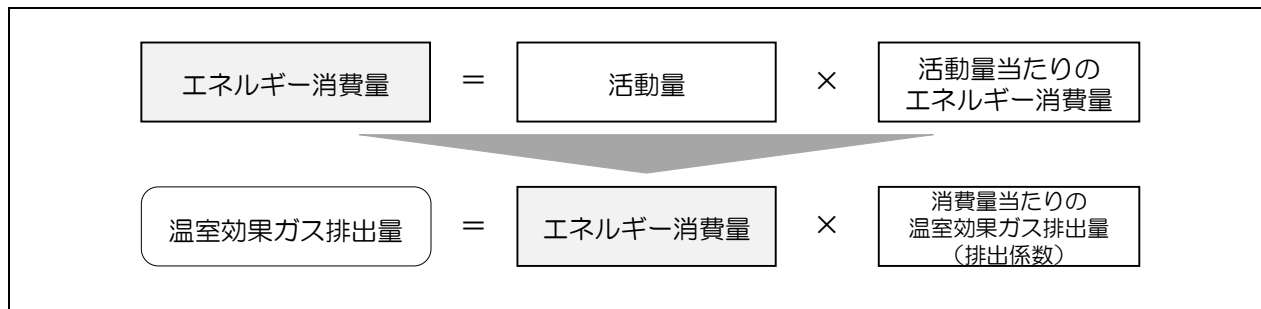 エネルギー消費量 = 活動量 × 活動量当たりの
エネルギー消費量
温室効果ガス排出量 = エネルギー消費量 × 消費量当たりの
温室効果ガス排出量
（排出係数）